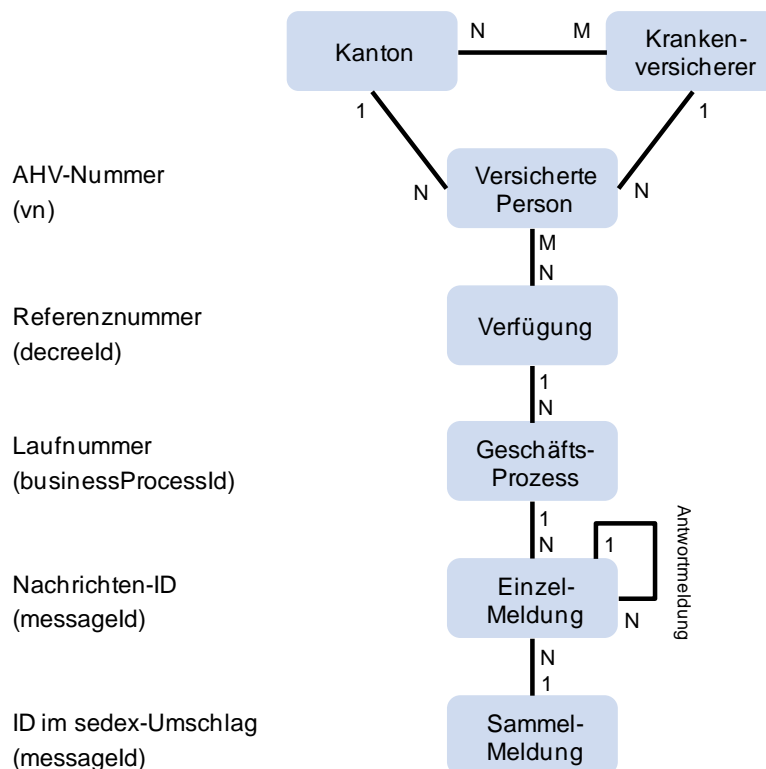 N
M
Kanton
Kranken-
versicherer
1
1
AHV-Nummer
(vn)
N
Versicherte
Person
N
M
N
Referenznummer
(decreeId)
Verfügung
1
N
Laufnummer
(businessProcessId)
Geschäfts-
Prozess
1
N
1
Antwortmeldung
Nachrichten-ID
(messageId)
Einzel-
Meldung
N
N
1
ID im sedex-Umschlag
(messageId)
Sammel-
Meldung